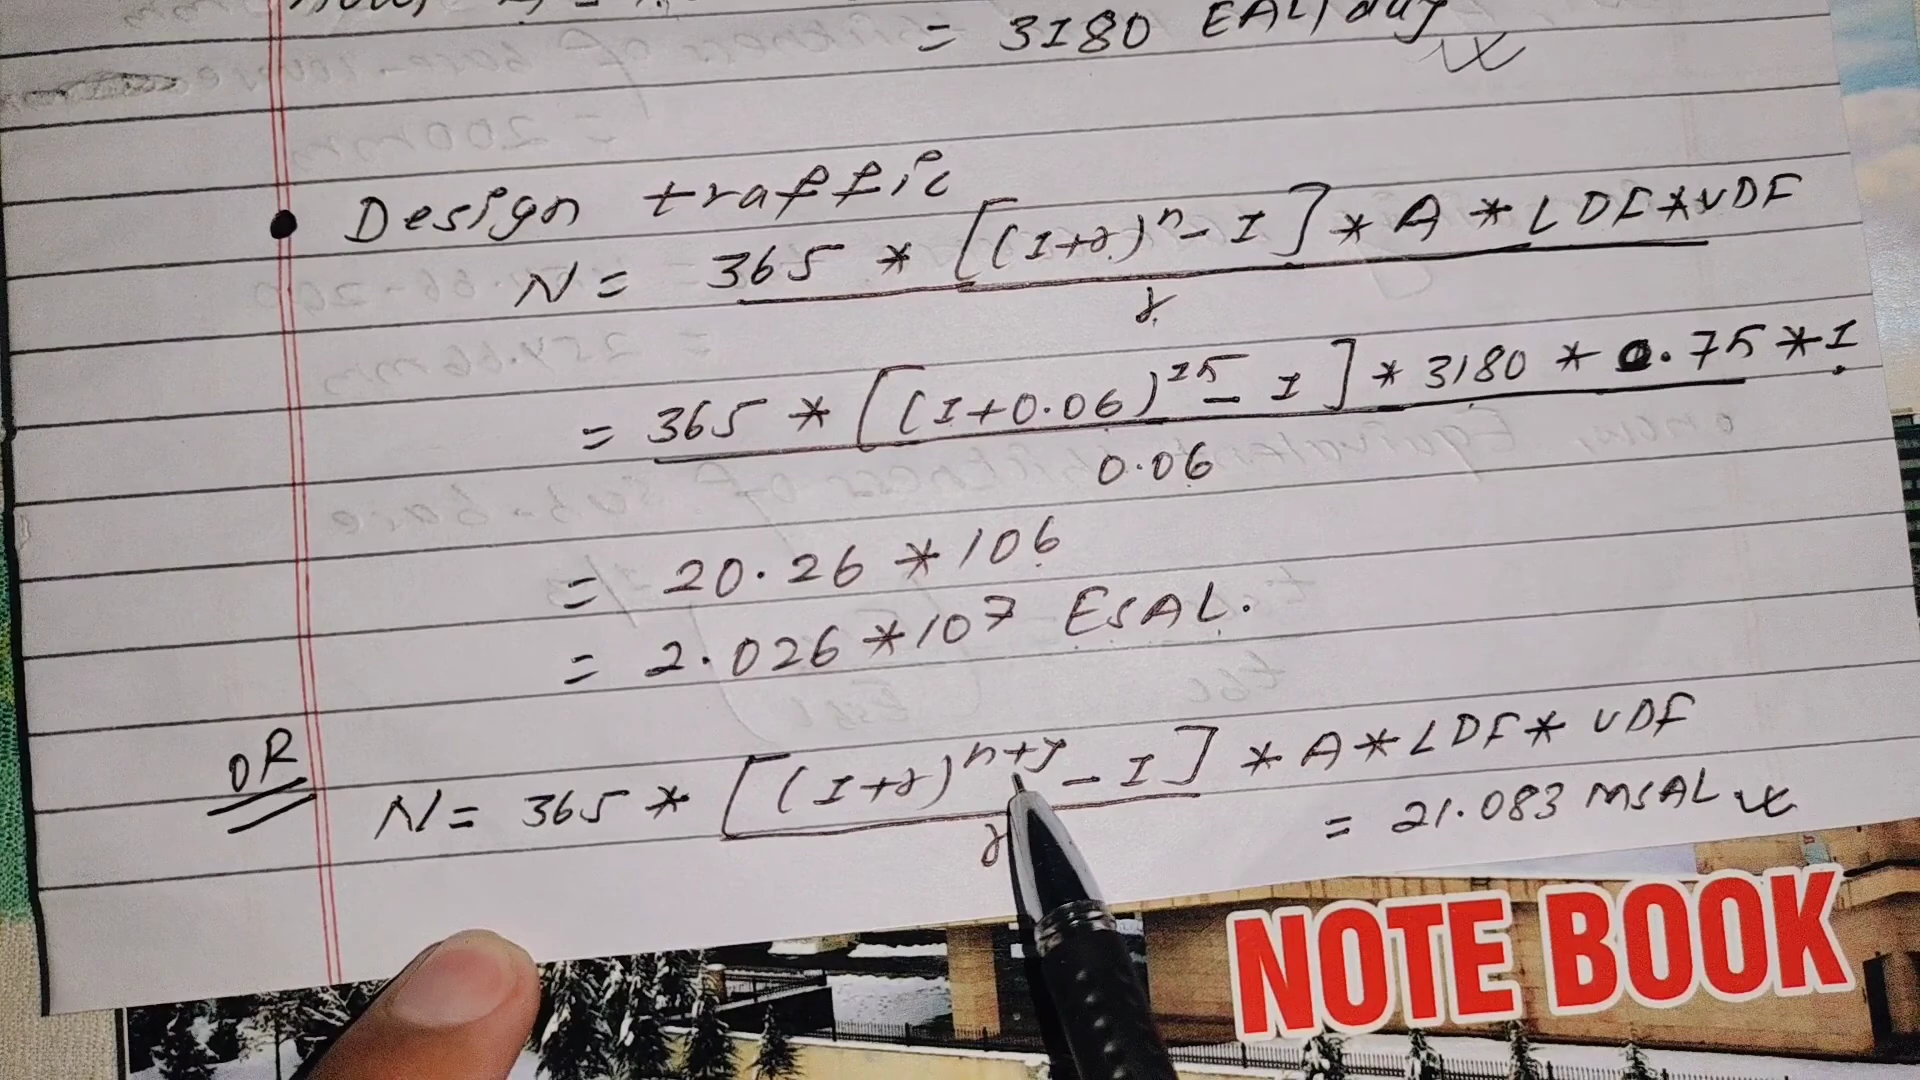 = 3180 EAL/day
• Design traffic
N = 365 * [(1+r)^n - 1] * A * LDF * VDF
r
= 365 * [(1+0.06)^15 - 1] * 3180 * 0.75 * 1
0.06
= 20.26 * 10^6
= 2.026 * 10^7 ESAL.
OR
N = 365 * [(1+r)^n+y - 1] * A * LDF * VDF
r
= 21.083 MSAL
NOTE BOOK